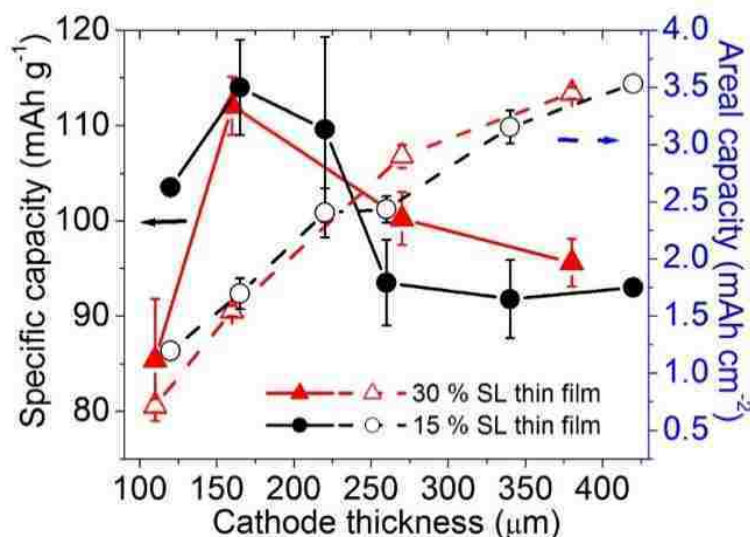 120
110
100
90
80
Specific capacity (mAh g-1)
4.0
3.5
3.0
2.5
2.0
1.5
1.0
0.5
Areal capacity (mAh cm-2)
30 % SL thin film
15 % SL thin film
100 150 200 250 300 350 400
Cathode thickness (μm)